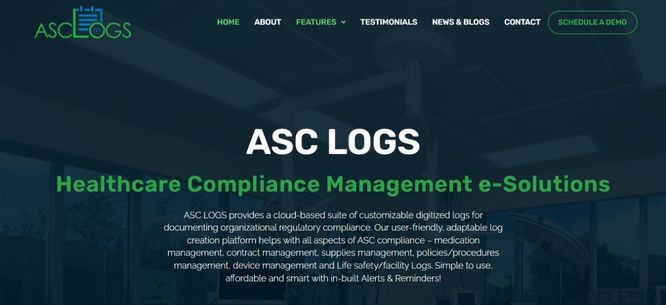 ASC LOGS
HOME ABOUT FEATURES TESTIMONIALS NEWS & BLOGS CONTACT SCHEDULE A DEMO
ASC LOGS
Healthcare Compliance Management e-Solutions
ASC LOGS provides a cloud-based suite of customizable digitized logs for
documenting organizational regulatory compliance. Our user-friendly, adaptable log
creation platform helps with all aspects of ASC compliance – medication
management, contract management, supplies management, policies/procedures
management, device management and Life safety/facility Logs. Simple to use,
affordable and smart with in-built Alerts & Reminders!